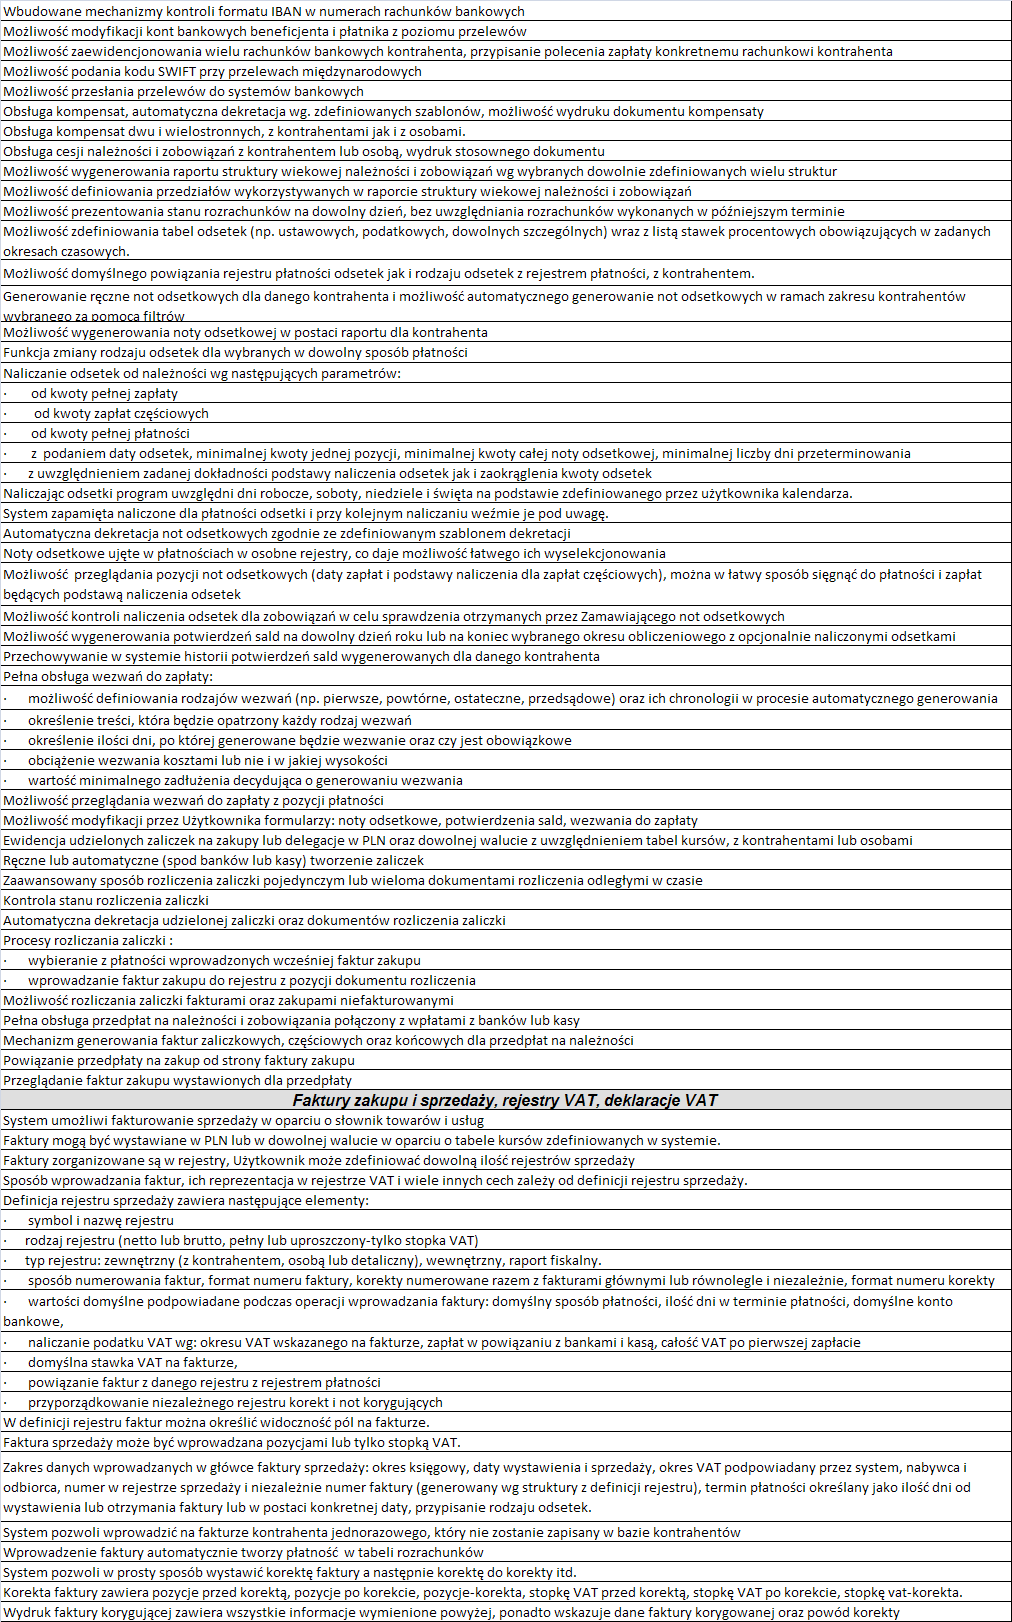 Wbudowane mechanizmy kontroli formatu IBAN w numerach rachunków bankowych
Możliwość modyfikacji kont bankowych beneficjenta i płatnika z poziomu przelewów
Możliwość zaewidencjonowania wielu rachunków bankowych kontrahenta, przypisanie polecenia zapłaty konkretnemu rachunkowi kontrahenta
Możliwość podania kodu SWIFT przy przelewach międzynarodowych
Możliwość przesłania przelewów do systemów bankowych
Obsługa kompensat, automatyczna dekretacja wg. zdefiniowanych szablonów, możliwość wydruku dokumentu kompensaty
Obsługa kompensat dwu i wielostronnych, z kontrahentami jak i z osobami.
Obsługa cesji należności i zobowiązań z kontrahentem lub osobą, wydruk stosownego dokumentu
Możliwość wygenerowania raportu struktury wiekowej należności i zobowiązań wg wybranych dowolnie zdefiniowanych wielu struktur
Możliwość definiowania przedziałów wykorzystywanych w raporcie struktury wiekowej należności i zobowiązań
Możliwość prezentowania stanu rozrachunków na dowolny dzień, bez uwzględniania rozrachunków wykonanych w późniejszym terminie
Możliwość zdefiniowania tabel odsetek (np. ustawowych, podatkowych, dowolnych szczególnych) wraz z listą stawek procentowych obowiązujących w zadanych
okresach czasowych.
Możliwość domyślnego powiązania rejestru płatności odsetek jak i rodzaju odsetek z rejestrem płatności, z kontrahentem.
Generowanie ręczne not odsetkowych dla danego kontrahenta i możliwość automatycznego generowanie not odsetkowych w ramach zakresu kontrahentów
wybranego za pomocą filtrów
Możliwość wygenerowania noty odsetkowej w postaci raportu dla kontrahenta
Funkcja zmiany rodzaju odsetek dla wybranych w dowolny sposób płatności
Naliczanie odsetek od należności wg następujących parametrów:
· od kwoty pełnej zapłaty
· od kwoty zapłat częściowych
· od kwoty pełnej płatności
· z podaniem daty odsetek, minimalnej kwoty jednej pozycji, minimalnej kwoty całej noty odsetkowej, minimalnej liczby dni przeterminowania
· z uwzględnieniem zadanej dokładności podstawy naliczenia odsetek jak i zaokrąglenia kwoty odsetek
Naliczając odsetki program uwzględni dni robocze, soboty, niedziele i święta na podstawie zdefiniowanego przez użytkownika kalendarza.
System zapamięta naliczone dla płatności odsetki i przy kolejnym naliczaniu weźmie je pod uwagę.
Automatyczna dekretacja not odsetkowych zgodnie ze zdefiniowanym szablonem dekretacji
Noty odsetkowe ujęte w płatnościach w osobne rejestry, co daje możliwość łatwego ich wyselekcjonowania
Możliwość przeglądania pozycji not odsetkowych (daty zapłat i podstawy naliczenia dla zapłat częściowych), można w łatwy sposób sięgnąć do płatności i zapłat
będących podstawą naliczenia odsetek
Możliwość kontroli naliczenia odsetek dla zobowiązań w celu sprawdzenia otrzymanych przez Zamawiającego not odsetkowych
Możliwość wygenerowania potwierdzeń sald na dowolny dzień roku lub na koniec wybranego okresu obliczeniowego z opcjonalnie naliczonymi odsetkami
Przechowywanie w systemie historii potwierdzeń sald wygenerowanych dla danego kontrahenta
Pełna obsługa wezwań do zapłaty:
· możliwość definiowania rodzajów wezwań (np. pierwsze, powtórne, ostateczne, przedsądowe) oraz ich chronologii w procesie automatycznego generowania
· określenie treści, która będzie opatrzony każdy rodzaj wezwań
· określenie ilości dni, po której generowane będzie wezwanie oraz czy jest obowiązkowe
· obciążenie wezwania kosztami lub nie i w jakiej wysokości
· wartość minimalnego zadłużenia decydująca o generowaniu wezwania
Możliwość przeglądania wezwań do zapłaty z pozycji płatności
Możliwość modyfikacji przez Użytkownika formularzy: noty odsetkowe, potwierdzenia sald, wezwania do zapłaty
Ewidencja udzielonych zaliczek na zakupy lub delegacje w PLN oraz dowolnej walucie z uwzględnieniem tabel kursów, z kontrahentami lub osobami
Ręczne lub automatyczne (spod banków lub kasy) tworzenie zaliczek
Zaawansowany sposób rozliczenia zaliczki pojedynczym lub wieloma dokumentami rozliczenia odległymi w czasie
Kontrola stanu rozliczenia zaliczki
Automatyczna dekretacja udzielonej zaliczki oraz dokumentów rozliczenia zaliczki
Procesy rozliczania zaliczki :
· wybieranie z płatności wprowadzonych wcześniej faktur zakupu
· wprowadzanie faktur zakupu do rejestru z pozycji dokumentu rozliczenia
Możliwość rozliczania zaliczki fakturami oraz zakupami niefakturowanymi
Pełna obsługa przedpłat na należności i zobowiązania połączony z wpłatami z banków lub kasy
Mechanizm generowania faktur zaliczkowych, częściowych oraz końcowych dla przedpłat na należności
Powiązanie przedpłaty na zakup od strony faktury zakupu
Przeglądanie faktur zakupu wystawionych dla przedpłaty
Faktury zakupu i sprzedaży, rejestry VAT, deklaracje VAT
System umożliwi fakturowanie sprzedaży w oparciu o słownik towarów i usług
Faktury mogą być wystawiane w PLN lub w dowolnej walucie w oparciu o tabele kursów zdefiniowanych w systemie.
Faktury zorganizowane są w rejestry, Użytkownik może zdefiniować dowolną ilość rejestrów sprzedaży
Sposób wprowadzania faktur, ich reprezentacja w rejestrze VAT i wiele innych cech zależy od definicji rejestru sprzedaży.
Definicja rejestru sprzedaży zawiera następujące elementy:
· symbol i nazwę rejestru
· rodzaj rejestru (netto lub brutto, pełny lub uproszczony-tylko stopka VAT)
· typ rejestru: zewnętrzny (z kontrahentem, osobą lub detaliczny), wewnętrzny, raport fiskalny.
· sposób numerowania faktur, format numeru faktury, korekty numerowane razem z fakturami głównymi lub równolegle i niezależnie, format numeru korekty
· wartości domyślne podpowiadane podczas operacji wprowadzania faktury: domyślny sposób płatności, ilość dni w terminie płatności, domyślne konto
bankowe,
· naliczanie podatku VAT wg: okresu VAT wskazanego na fakturze, zapłat w powiązaniu z bankami i kasą, całość VAT po pierwszej zapłacie
· domyślna stawka VAT na fakturze,
· powiązanie faktur z danego rejestru z rejestrem płatności
· przyporządkowanie niezależnego rejestru korekt i not korygujących
W definicji rejestru faktur można określić widoczność pól na fakturze.
Faktura sprzedaży może być wprowadzana pozycjami lub tylko stopką VAT.
Zakres danych wprowadzanych w główce faktury sprzedaży: okres księgowy, daty wystawienia i sprzedaży, okres VAT podpowiadany przez system, nabywca i
odbiorca, numer w rejestrze sprzedaży i niezależnie numer faktury (generowany wg struktury z definicji rejestru), termin płatności określany jako ilość dni od
wystawienia lub otrzymania faktury lub w postaci konkretnej daty, przypisanie rodzaju odsetek.
System pozwoli wprowadzić na fakturze kontrahenta jednorazowego, który nie zostanie zapisany w bazie kontrahentów
Wprowadzenie faktury automatycznie tworzy płatność w tabeli rozrachunków
System pozwoli w prosty sposób wystawić korektę faktury a następnie korektę do korekty itd.
Korekta faktury zawiera pozycje przed korektą, pozycje po korekcie, pozycje-korekta, stopkę VAT przed korektą, stopkę VAT po korekcie, stopkę vat-korekta.
Wydruk faktury korygującej zawiera wszystkie informacje wymienione powyżej, ponadto wskazuje dane faktury korygowanej oraz powód korekty